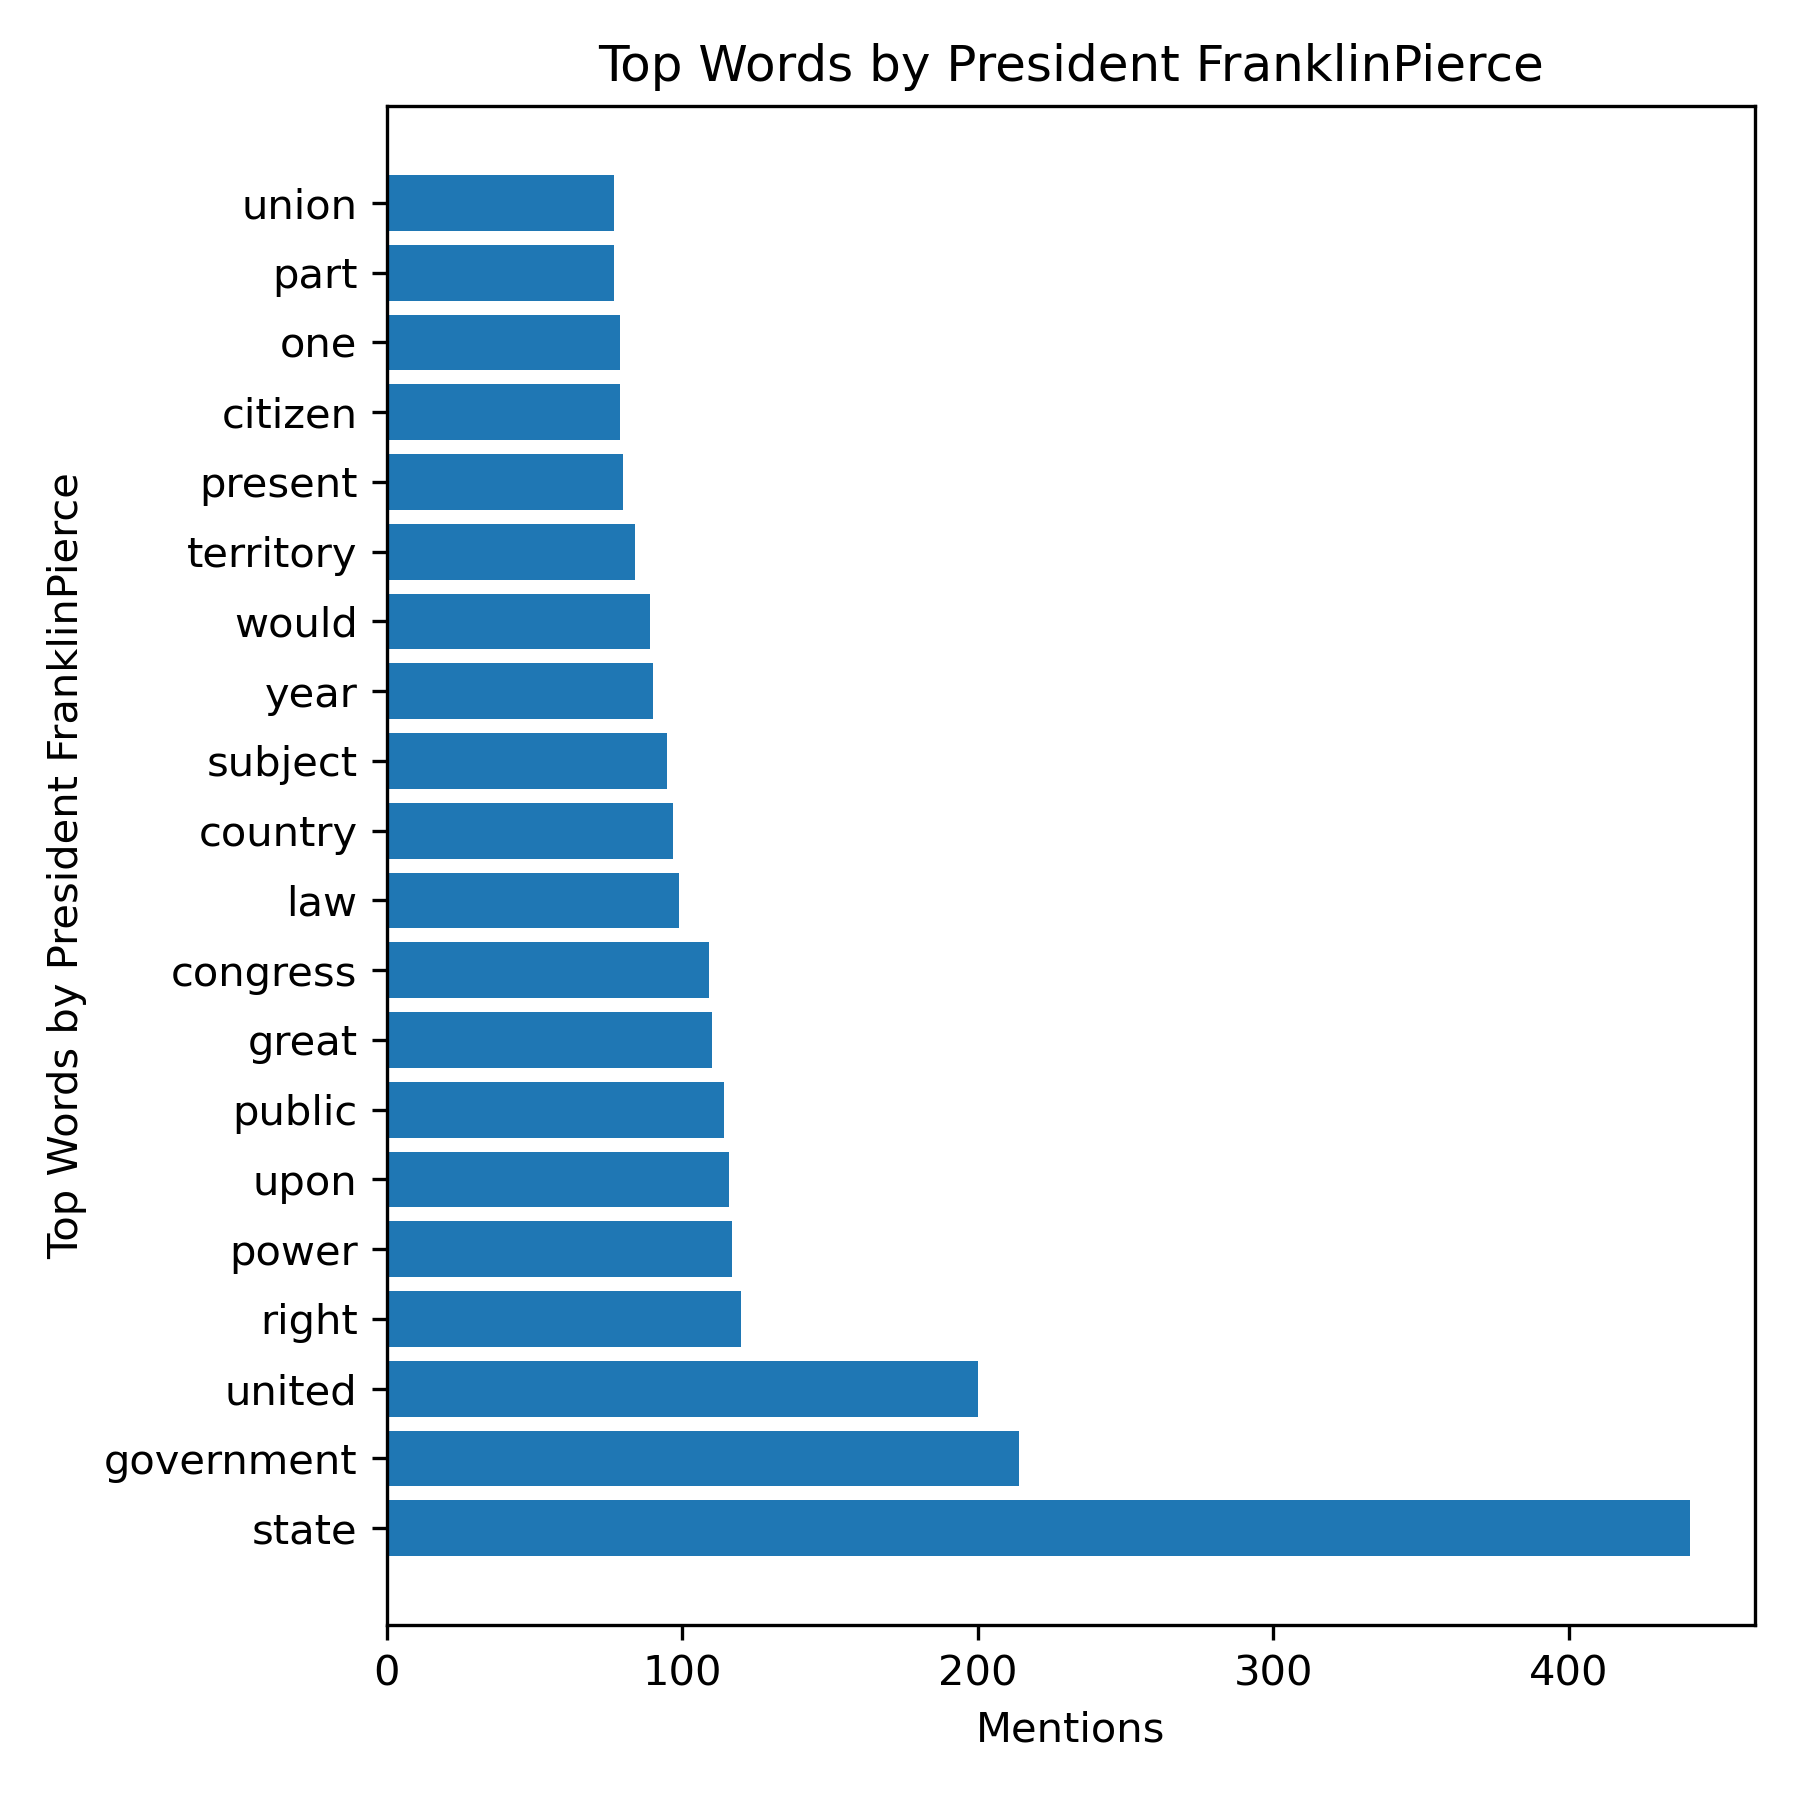 Top Words by President FranklinPierce
Top Words by President FranklinPierce
union
part
one
citizen
present
territory
would
year
subject
country
law
congress
great
public
upon
power
right
united
government
state
0 100 200 300 400
Mentions